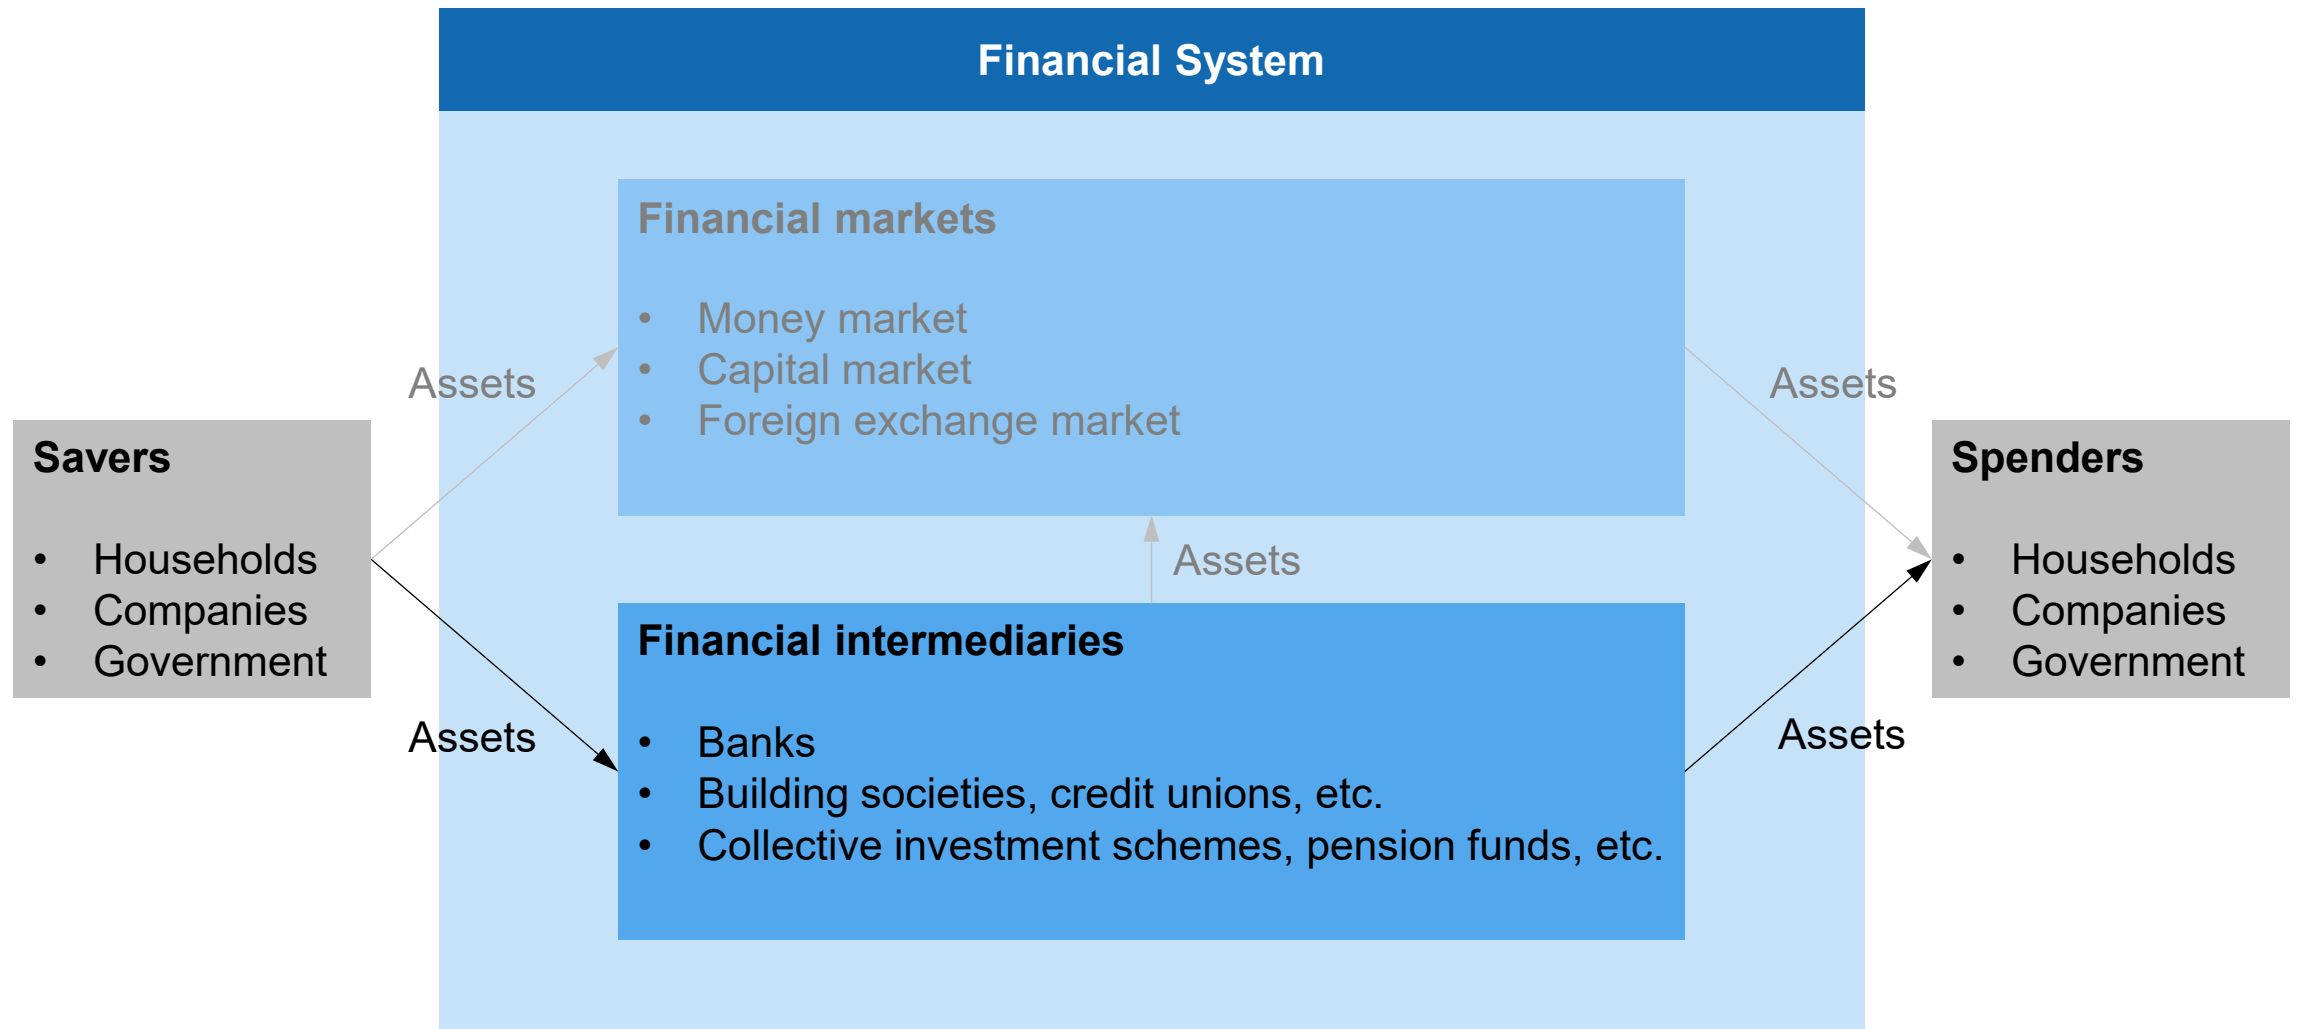 Financial System
Financial markets
• Money market
• Capital market
• Foreign exchange market
Assets
Assets
Savers
• Households
• Companies
• Government
Spenders
• Households
• Companies
• Government
Assets
Financial intermediaries
• Banks
• Building societies, credit unions, etc.
• Collective investment schemes, pension funds, etc.
Assets
Assets